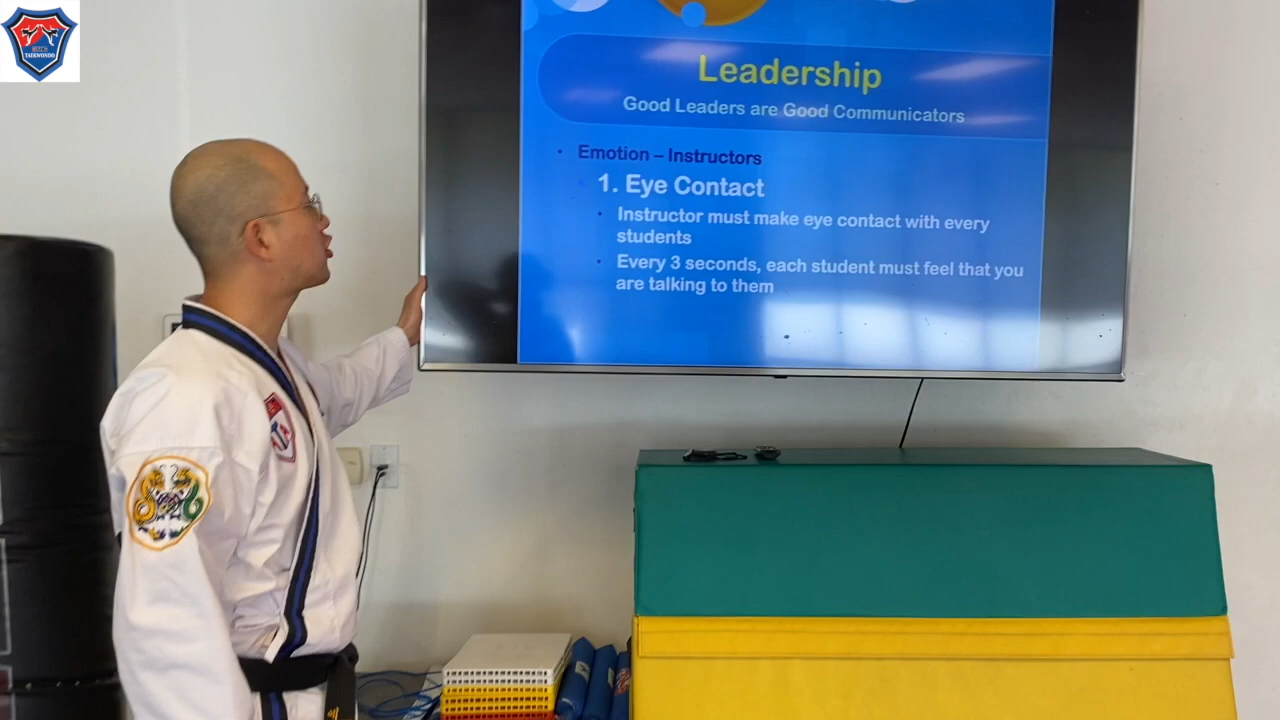 TAEKWONDO
Leadership
Good Leaders are Good Communicators
Emotion – Instructors
1. Eye Contact
Instructor must make eye contact with every
students
Every 3 seconds, each student must feel that you
are talking to them